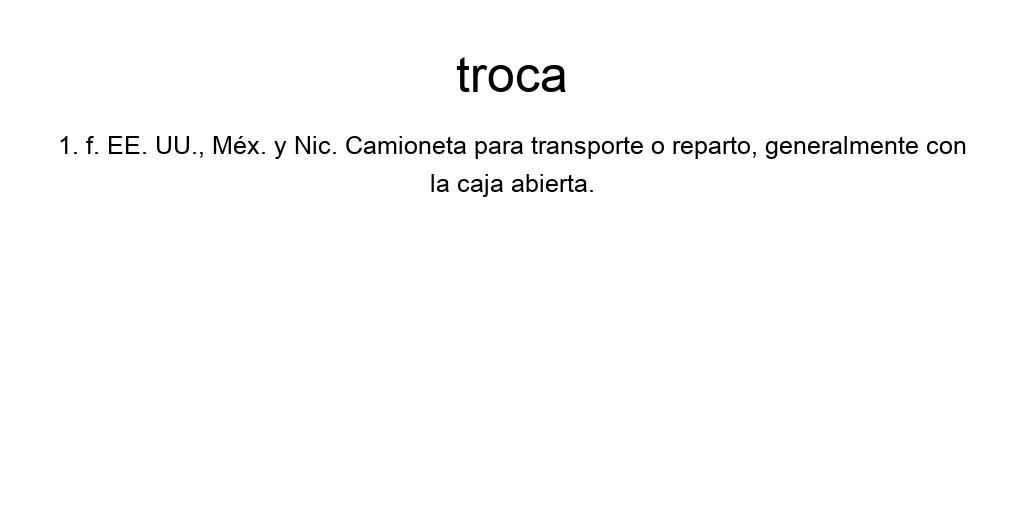 troca
1. f. EE. UU., Méx. y Nic. Camioneta para transporte o reparto, generalmente con
la caja abierta.